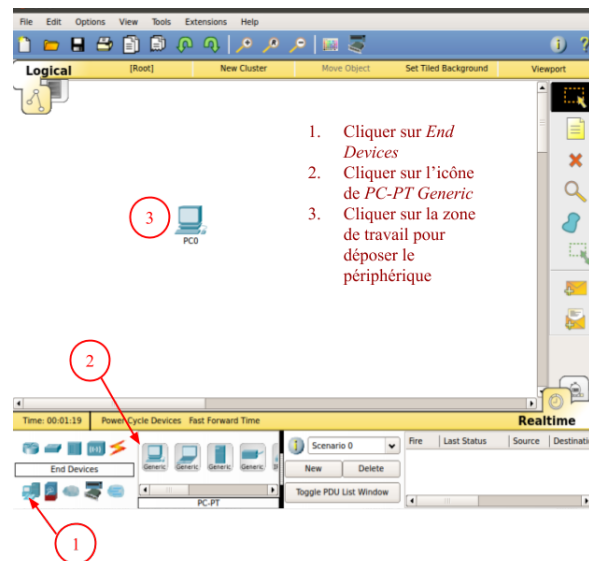 File Edit Options View Tools Extensions Help
Logical [Root] New Cluster Move Object Set Tiled Background Viewport
1. Cliquer sur End
Devices
2. Cliquer sur l'icône
de PC-PT Generic
3. Cliquer sur la zone
de travail pour
déposer le
périphérique
3
PC0
2
Time: 00:01:19 Power Cycle Devices Fast Forward Time Realtime
Scenario 0 Fire Last Status Source Destinati
Generic Generic Generic Generic
End Devices New Delete
Toggle PDU List Window
PC-PT
1